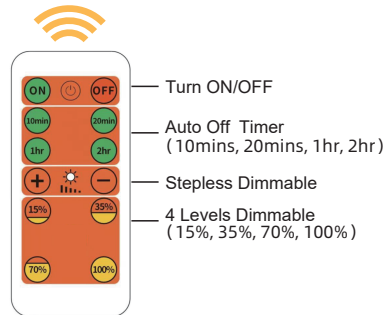 ON OFF Turn ON/OFF
10min 20min Auto Off Timer
1hr 2hr (10mins, 20mins, 1hr, 2hr)
+ − Stepless Dimmable
15% 35% 4 Levels Dimmable
(15%, 35%, 70%, 100%)
70% 100%